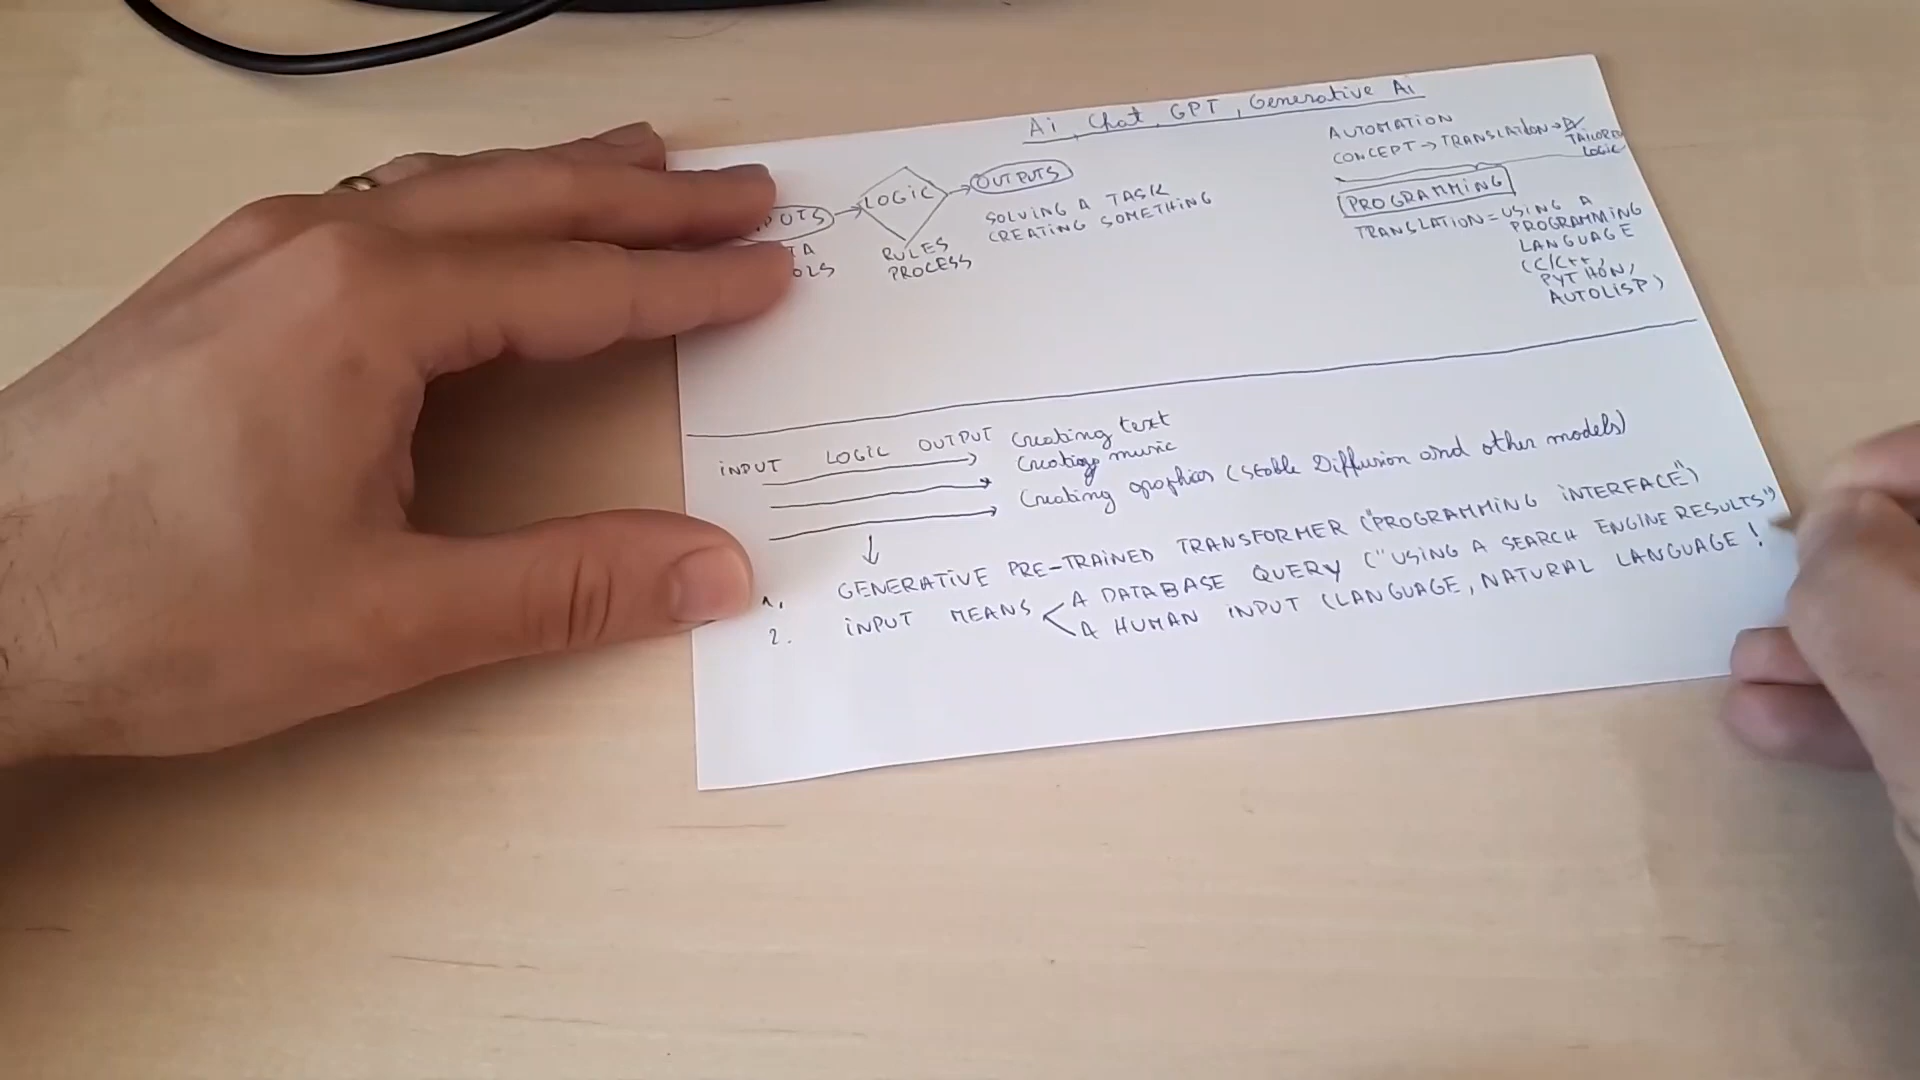 Ai, Chat, GPT, Generative Ai
LOGIC
OUTPUTS
RULES
PROCESS
SOLVING A TASK
CREATING SOMETHING
AUTOMATION
CONCEPT → TRANSLATION →
TAILORED
LOGIC
PROGRAMMING
TRANSLATION = USING A
PROGRAMMING
LANGUAGE
(C/C++,
PYTHON,
AUTOLISP)
INPUT LOGIC OUTPUT
Creating text
Creating music
Creating graphics (Stable Diffusion and other models)
1. GENERATIVE PRE-TRAINED TRANSFORMER ("PROGRAMMING INTERFACE")
2. INPUT MEANS
A DATABASE QUERY ("USING A SEARCH ENGINE RESULTS")
A HUMAN INPUT (LANGUAGE, NATURAL LANGUAGE!